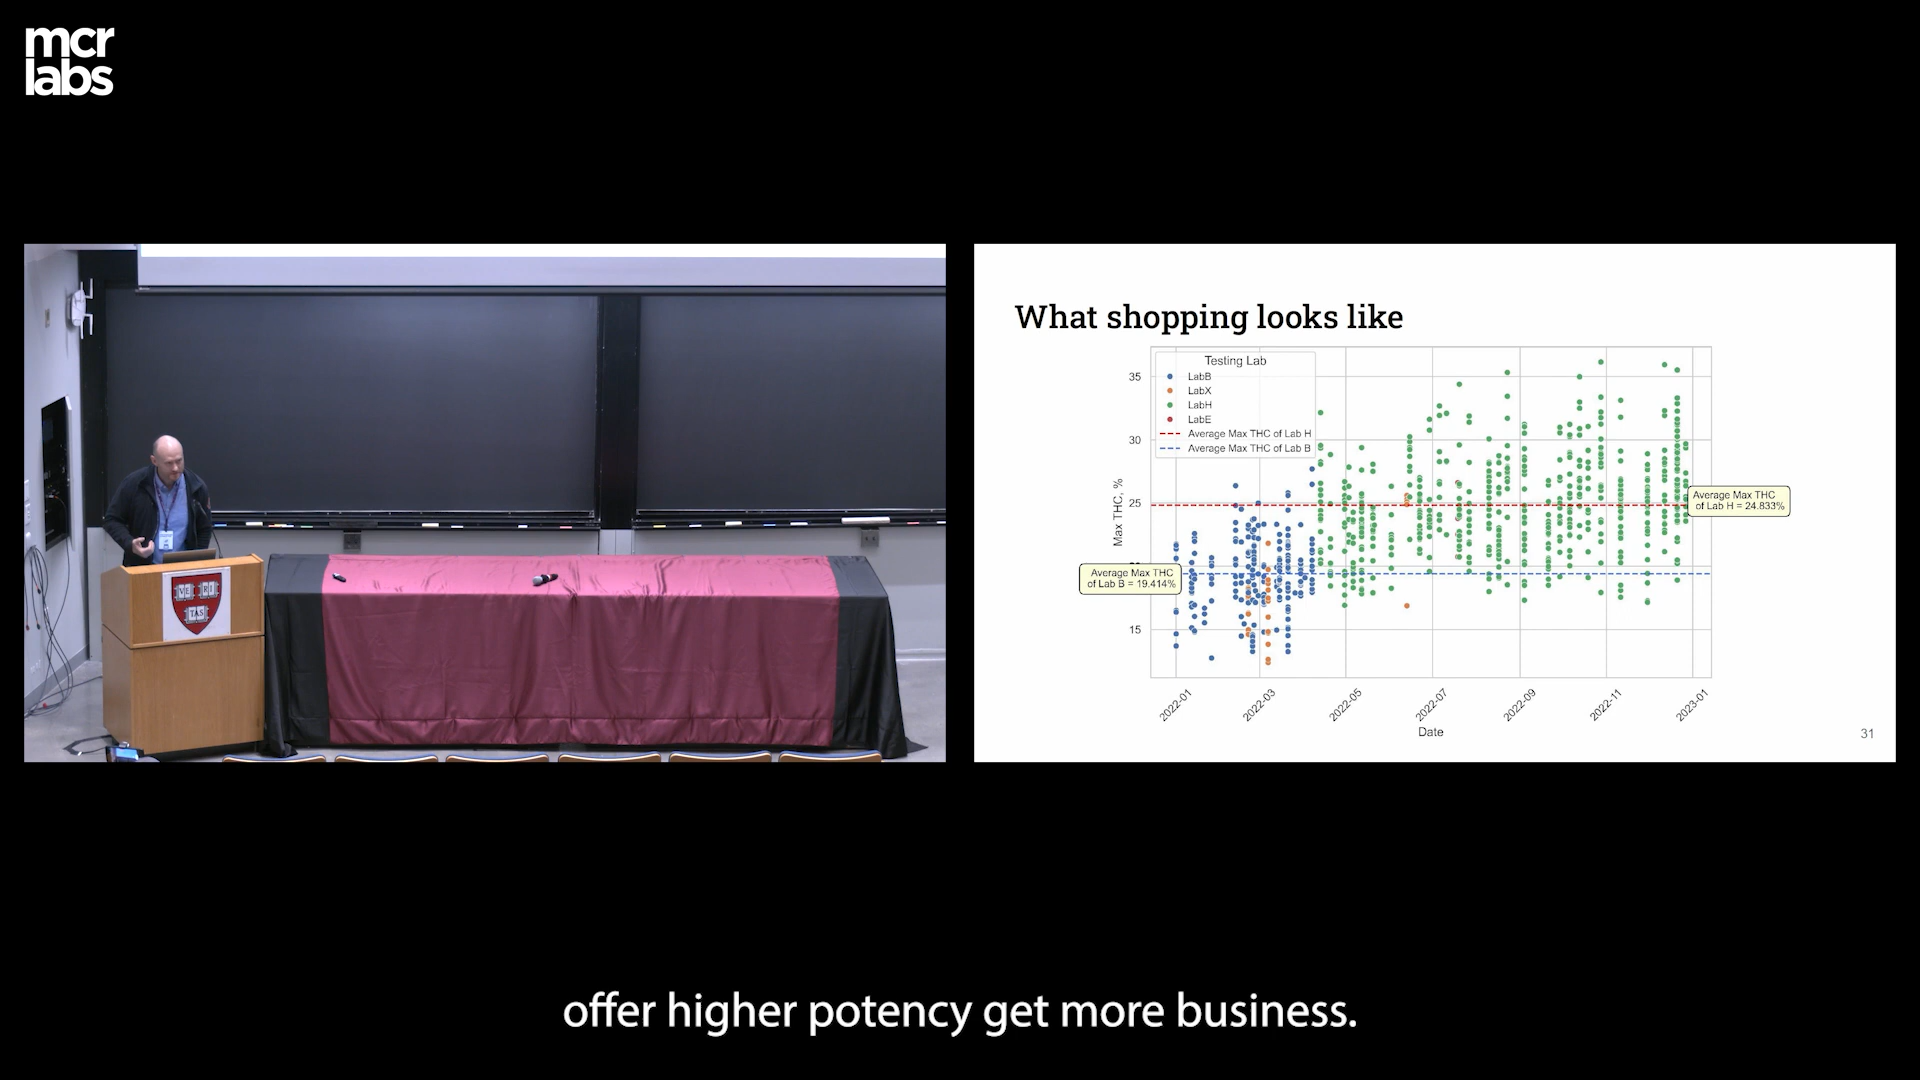 mcr
labs
VE RI
TAS
What shopping looks like
Testing Lab
LabB
LabX
LabH
LabE
Average Max THC of Lab H
Average Max THC of Lab B
35
30
25
15
Max THC, %
Average Max THC
of Lab H = 24.833%
Average Max THC
of Lab B = 19.414%
2022-01
2022-03
2022-05
2022-07
2022-09
2022-11
2023-01
Date
31
offer higher potency get more business.